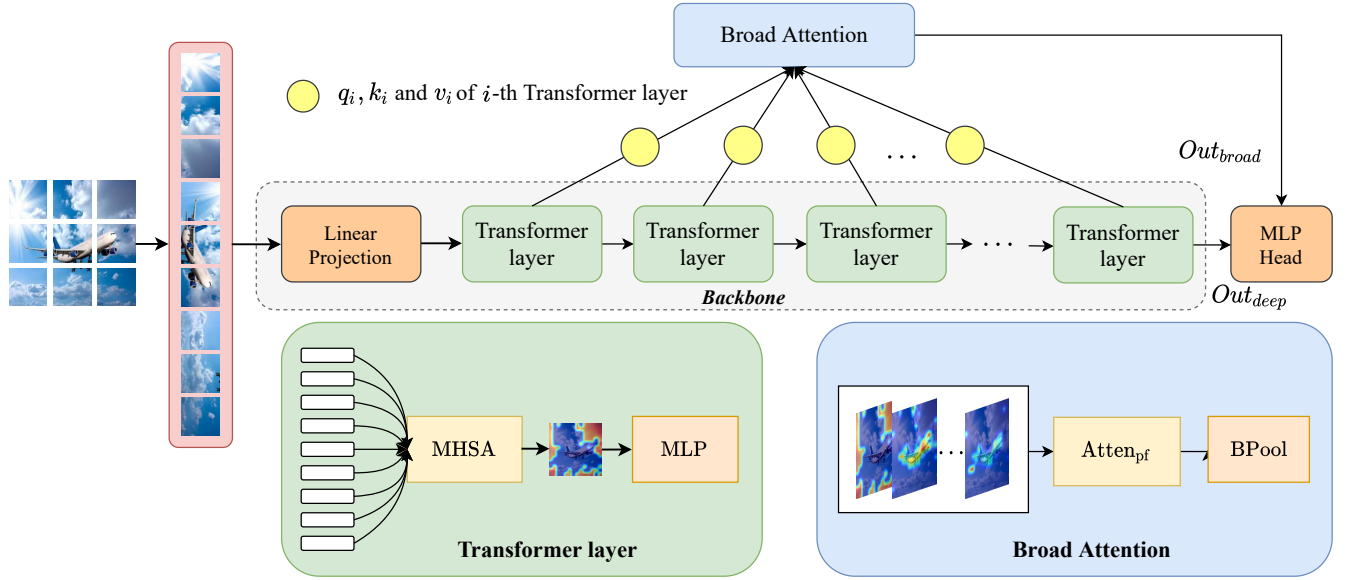 Broad Attention
q_i, k_i and v_i of i-th Transformer layer
...
Out_broad
Linear
Projection
Transformer
layer
Transformer
layer
Transformer
layer
...
Transformer
layer
MLP
Head
Backbone
Out_deep
MHSA
MLP
Transformer layer
...
Atten_pf
BPool
Broad Attention